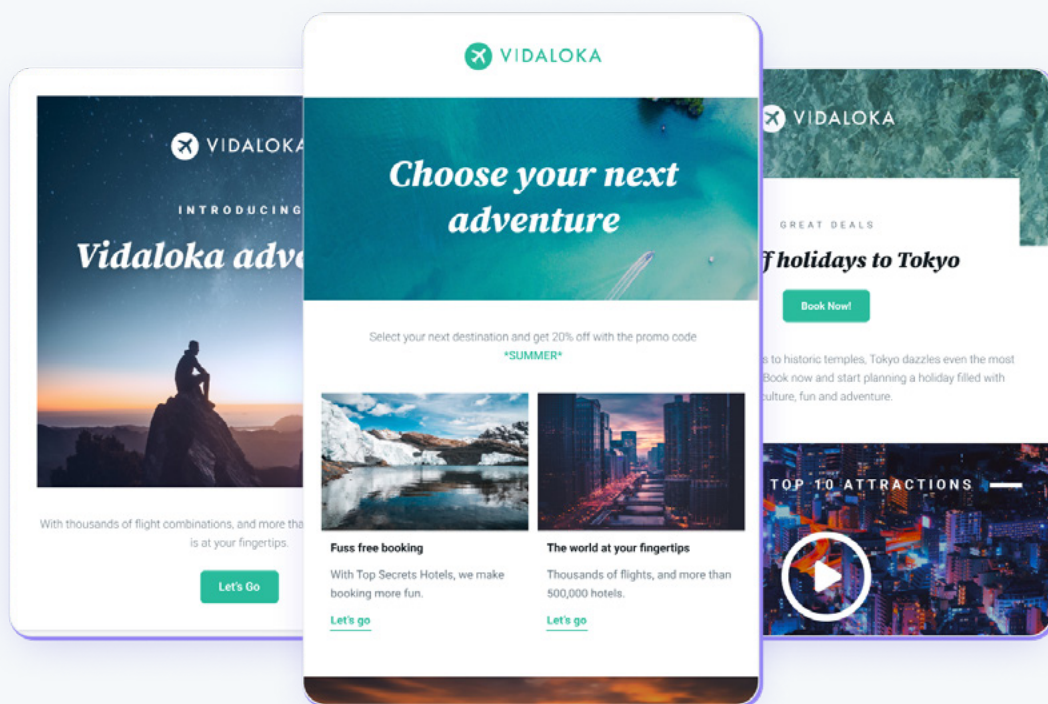 VIDALOKA
INTRODUCING
Vidaloka
With thousands of flight combinations, and more
is at your fingertips.
Let's Go
VIDALOKA
Choose your next
adventure
Select your next destination and get 20% off with the promo code
*SUMMER*
Fuss free booking
With Top Secrets Hotels, we make
booking more fun.
Let's go
The world at your fingertips
Thousands of flights, and more than
500,000 hotels.
Let's go
VIDALOKA
GREAT DEALS
holidays to Tokyo
Book Now!
to historic temples, Tokyo dazzles even the most
Book now and start planning a holiday filled with
culture, fun and adventure.
TOP 10 ATTRACTIONS